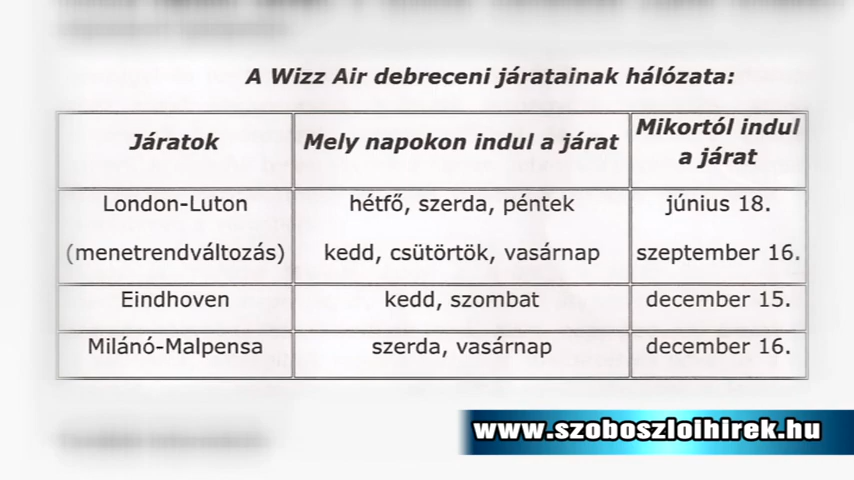 A Wizz Air debreceni járatainak hálózata:
Járatok
Mely napokon indul a járat
Mikortól indul
a járat
London-Luton
hétfő, szerda, péntek
június 18.
(menetrendváltozás)
kedd, csütörtök, vasárnap
szeptember 16.
Eindhoven
kedd, szombat
december 15.
Milánó-Malpensa
szerda, vasárnap
december 16.
www.szoboszloihirek.hu